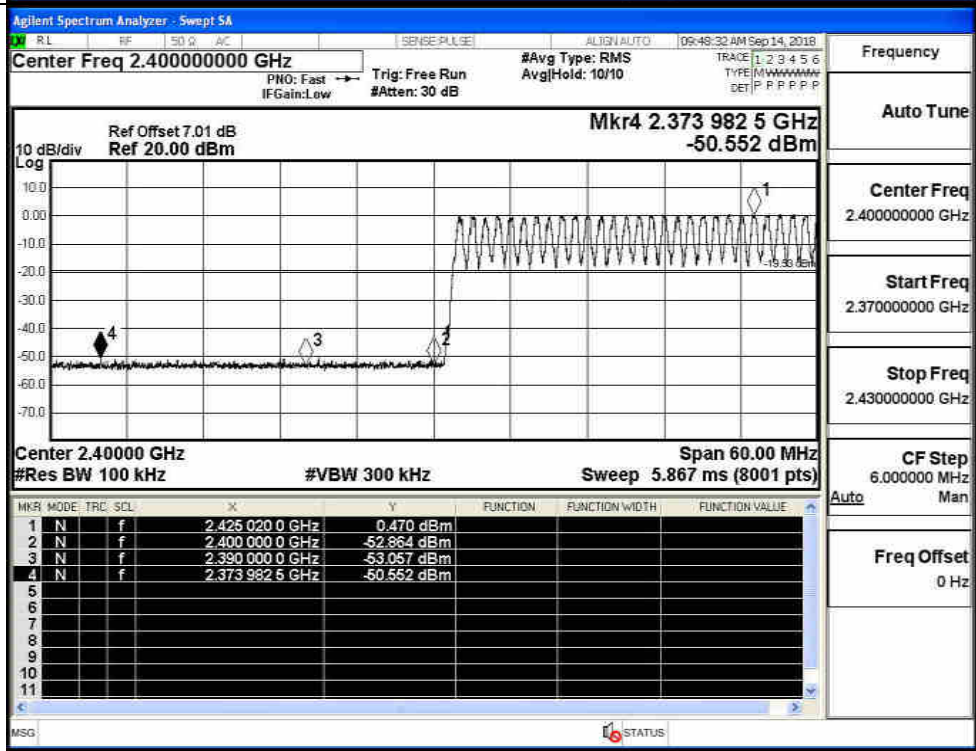 Agilent Spectrum Analyzer - Swept SA
RL RF 50 Ω AC SENSE:PULSE ALIGN AUTO 09:48:32 AM Sep 14, 2018
Center Freq 2.400000000 GHz
PNO: Fast
IFGain:Low
Trig: Free Run
#Atten: 30 dB
#Avg Type: RMS
Avg|Hold: 10/10
TRACE 1 2 3 4 5 6
TYPE M
DET P P P P P P
Mkr4 2.373 982 5 GHz
-50.552 dBm
Ref Offset 7.01 dB
Ref 20.00 dBm
10 dB/div
Log
10.0
0.00
-10.0
-20.0
-30.0
-40.0
-50.0
-60.0
-70.0
1
2
3
4
-19.53 dBm
Center 2.40000 GHz Span 60.00 MHz
#Res BW 100 kHz #VBW 300 kHz Sweep 5.867 ms (8001 pts)
MKR MODE TRC SCL X Y FUNCTION FUNCTION WIDTH FUNCTION VALUE
1 N f 2.425 020 0 GHz 0.470 dBm
2 N f 2.400 000 0 GHz -52.864 dBm
3 N f 2.390 000 0 GHz -53.057 dBm
4 N f 2.373 982 5 GHz -50.552 dBm
5
6
7
8
9
10
11
MSG STATUS
Frequency
Auto Tune
Center Freq
2.400000000 GHz
Start Freq
2.370000000 GHz
Stop Freq
2.430000000 GHz
CF Step
6.000000 MHz
Auto Man
Freq Offset
0 Hz